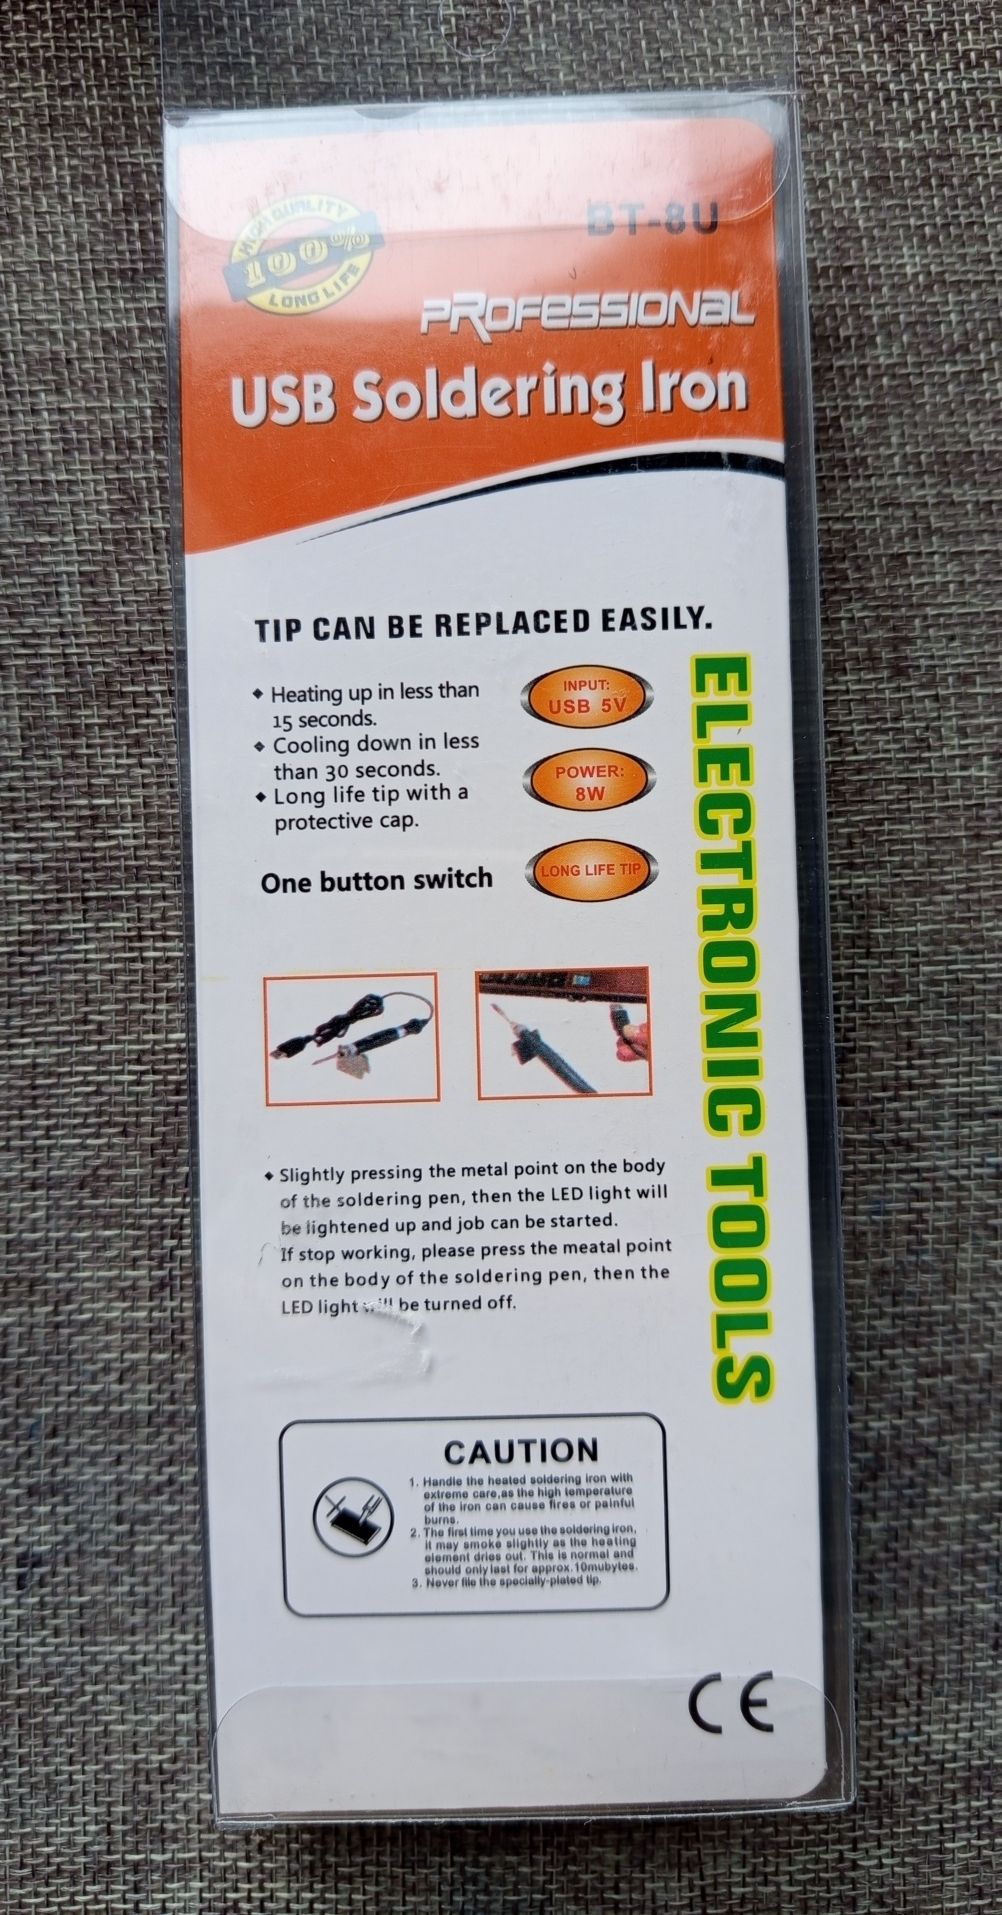 HIGH QUALITY
100%
LONG LIFE
BT-8U
PROFESSIONAL
USB Soldering Iron
TIP CAN BE REPLACED EASILY.
Heating up in less than
15 seconds.
Cooling down in less
than 30 seconds.
Long life tip with a
protective cap.
One button switch
INPUT:
USB 5V
POWER:
8W
LONG LIFE TIP
ELECTRONIC TOOLS
Slightly pressing the metal point on the body
of the soldering pen, then the LED light will
be lightened up and job can be started.
If stop working, please press the meatal point
on the body of the soldering pen, then the
LED light will be turned off.
CAUTION
1. Handle the heated soldering iron with
extreme care,as the high temperature
of the iron can cause fires or painful
burns.
2. The first time you use the soldering iron,
it may smoke slightly as the heating
element dries out. This is normal and
should only last for approx.10mubytes.
3. Never file the specially-plated tip.
CE